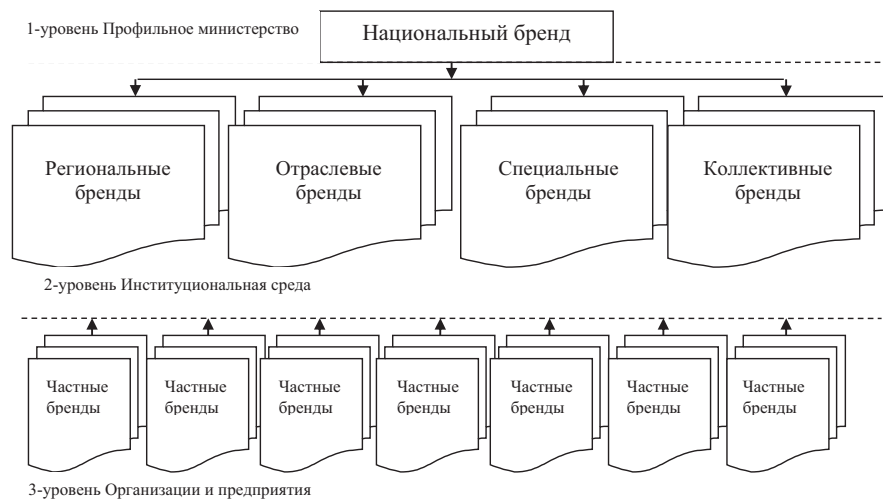 1-уровень Профильное министерство
Национальный бренд
Региональные
бренды
Отраслевые
бренды
Специальные
бренды
Коллективные
бренды
2-уровень Институциональная среда
Частные
бренды
Частные
бренды
Частные
бренды
Частные
бренды
Частные
бренды
Частные
бренды
Частные
бренды
3-уровень Организации и предприятия